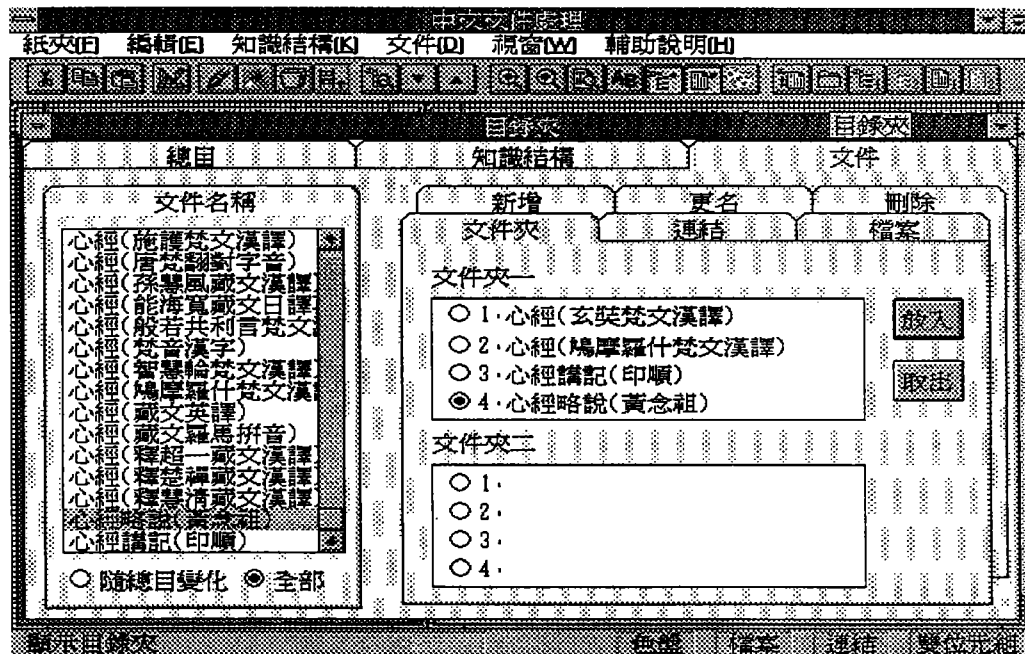 中文文件處理
紙夾(F) 編輯(E) 知識結構(K) 文件(D) 視窗(W) 輔助說明(H)
目錄夾 目錄夾
總目 知識結構 文件
文件名稱
心經(施護梵文漢譯)
心經(唐梵翻對字音)
心經(孫慧風藏文漢譯)
心經(能海寬藏文日譯)
心經(般若共利言梵文
心經(梵音漢字)
心經(智慧輪梵文漢譯)
心經(鳩摩羅什梵文漢
心經(藏文英譯)
心經(藏文羅馬拼音)
心經(釋超一藏文漢譯)
心經(釋楚禪藏文漢譯)
心經(釋慧清藏文漢譯)
心經略說(黃念祖)
心經講記(印順)
隨總目變化 全部
新增 更名 刪除
文件夾 連結 檔案
文件夾一
1.心經(玄奘梵文漢譯)
2.心經(鳩摩羅什梵文漢譯)
3.心經講記(印順)
4.心經略說(黃念祖)
放入
取出
文件夾二
1.
2.
3.
4.
顯示目錄夾 無盤 檔案 連結 雙位元組